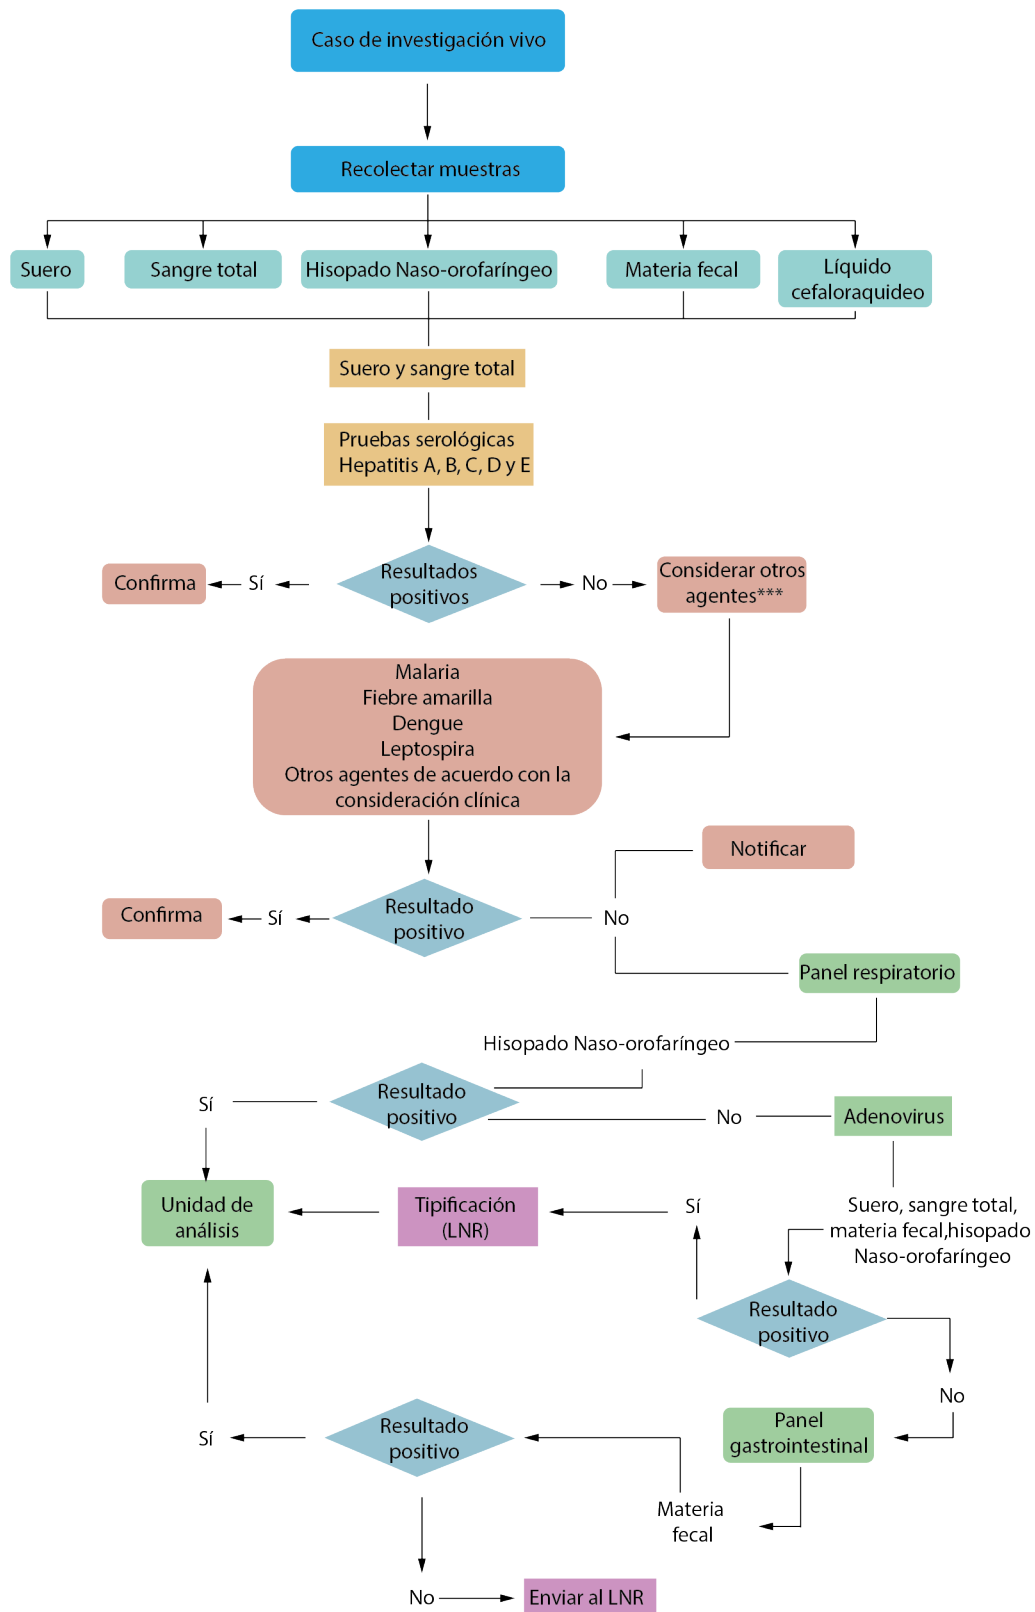 Caso de investigación vivo
Recolectar muestras
Suero
Sangre total
Hisopado Naso-orofaríngeo
Materia fecal
Líquido
cefaloraquideo
Suero y sangre total
Pruebas serológicas
Hepatitis A, B, C, D y E
Confirma
Sí
Resultados
positivos
No
Considerar otros
agentes***
Malaria
Fiebre amarilla
Dengue
Leptospira
Otros agentes de acuerdo con la
consideración clínica
Notificar
Confirma
Sí
Resultado
positivo
No
Panel respiratorio
Hisopado Naso-orofaríngeo
Sí
Resultado
positivo
No
Adenovirus
Unidad de
análisis
Tipificación
(LNR)
Sí
Suero, sangre total,
materia fecal,hisopado
Naso-orofaríngeo
Resultado
positivo
No
Panel
gastrointestinal
Sí
Resultado
positivo
Materia
fecal
No
Enviar al LNR